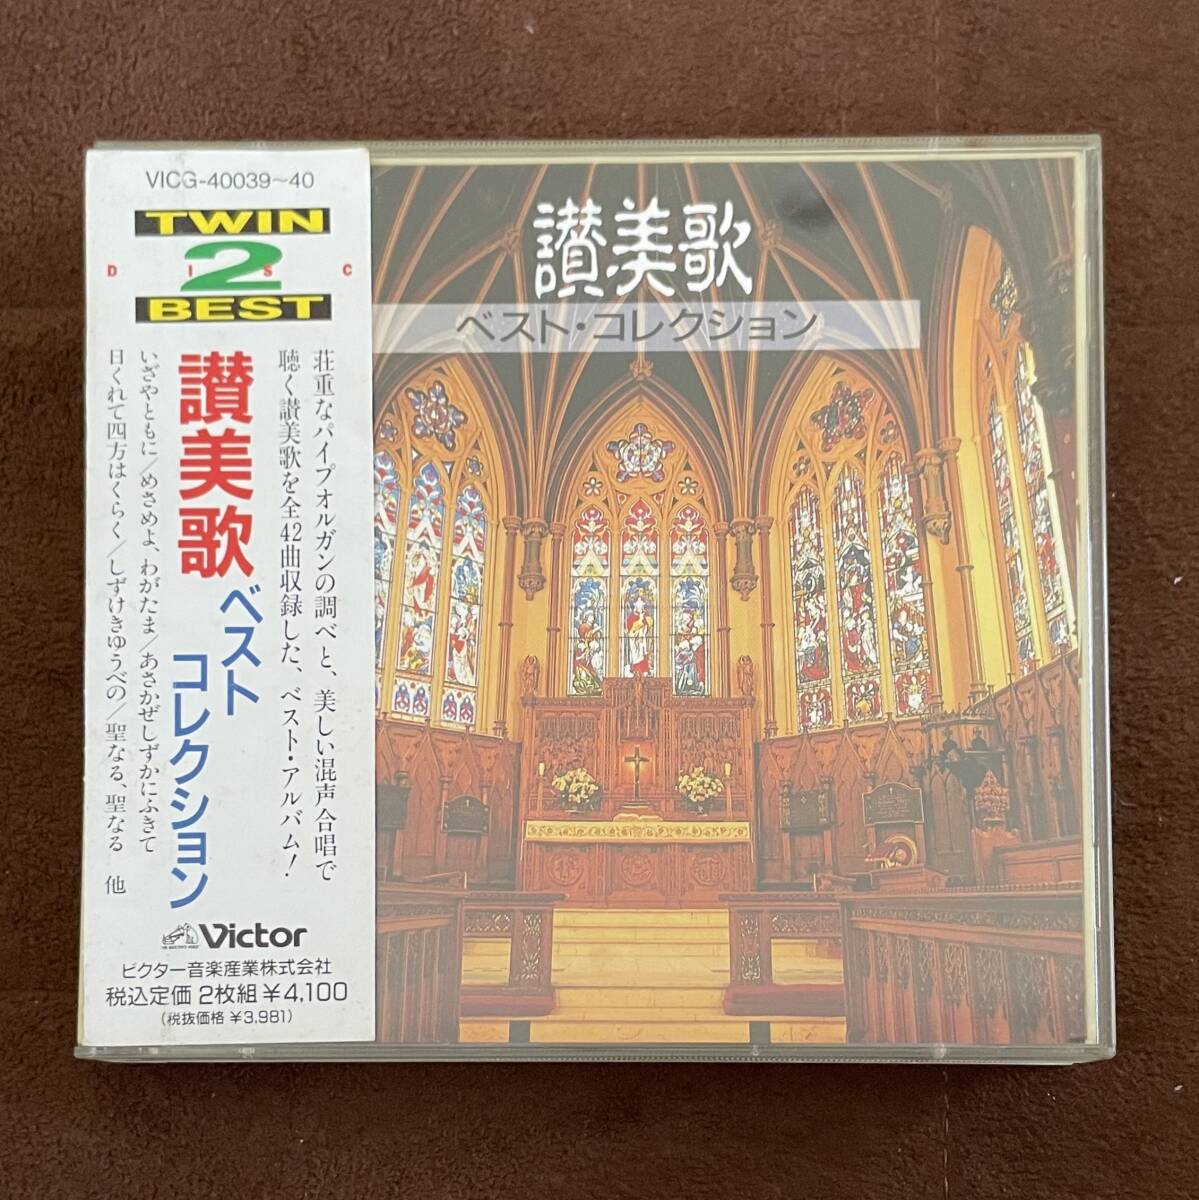 VICG-40039~40
TWIN
2
DISC
BEST
荘重なパイプオルガンの調べと、美しい混声合唱で
聴く讃美歌を全42曲収録した、ベスト・アルバム!
讃美歌
ベスト
コレクション
いざやともに/めさめよ、わがたま/あさかぜしずかにふきて
日くれて四方はくらく/しずけきゆうべの/聖なる、聖なる 他
Victor
ビクター音楽産業株式会社
税込定価 2枚組 ¥4,100
(税抜価格 ¥3,981)
讃美歌
ベスト・コレクション